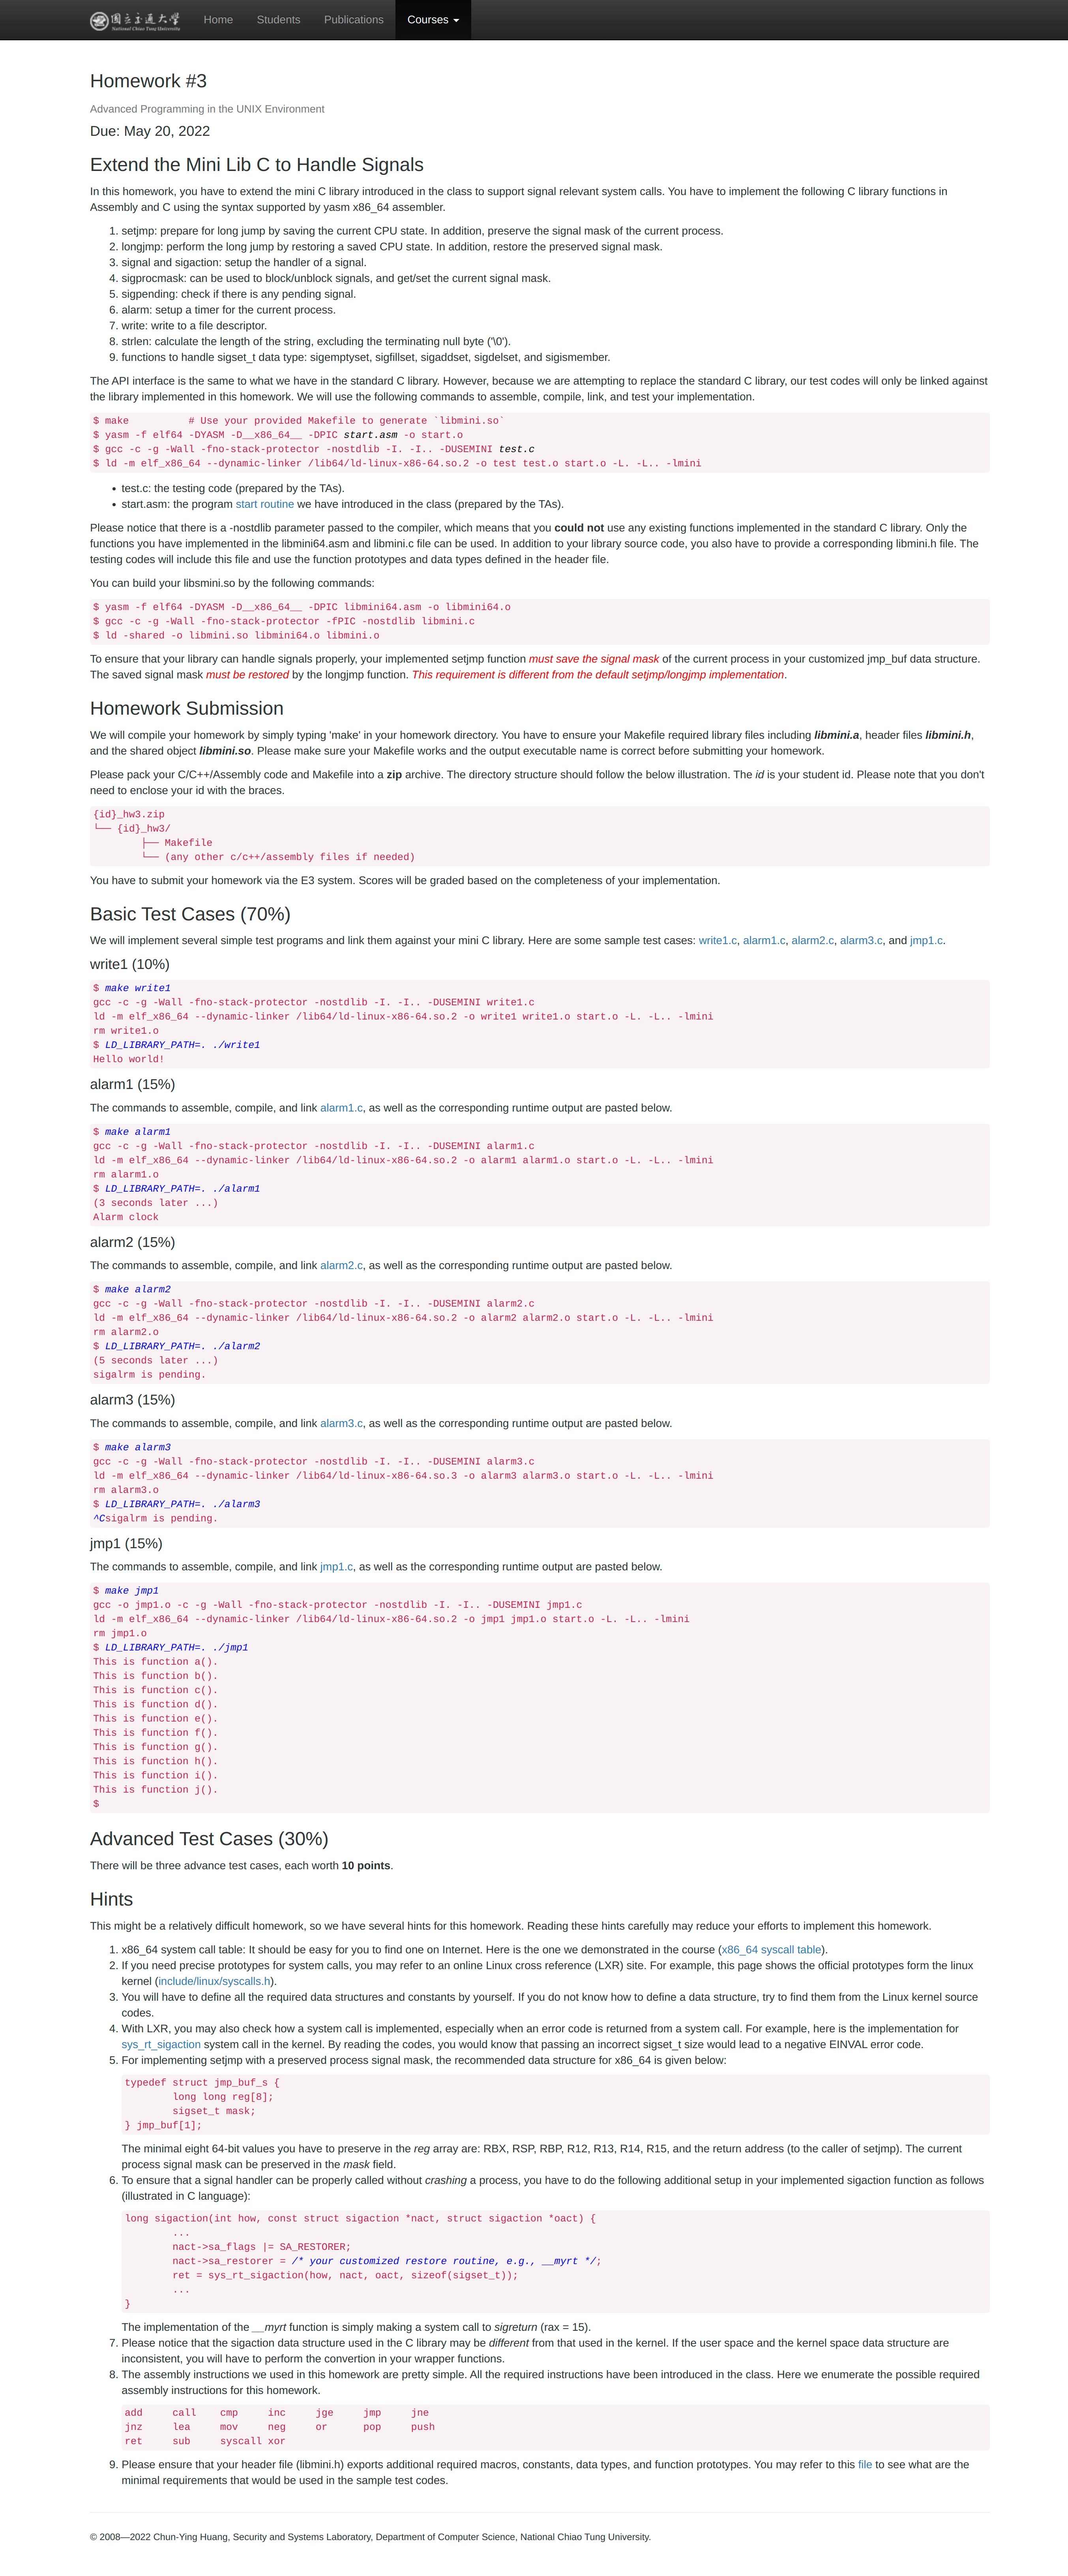 國立交通大學
National Chiao Tung University
Home
Students
Publications
Courses
Homework #3
Advanced Programming in the UNIX Environment
Due: May 20, 2022
Extend the Mini Lib C to Handle Signals
In this homework, you have to extend the mini C library introduced in the class to support signal relevant system calls. You have to implement the following C library functions in
Assembly and C using the syntax supported by yasm x86_64 assembler.
1. setjmp: prepare for long jump by saving the current CPU state. In addition, preserve the signal mask of the current process.
2. longjmp: perform the long jump by restoring a saved CPU state. In addition, restore the preserved signal mask.
3. signal and sigaction: setup the handler of a signal.
4. sigprocmask: can be used to block/unblock signals, and get/set the current signal mask.
5. sigpending: check if there is any pending signal.
6. alarm: setup a timer for the current process.
7. write: write to a file descriptor.
8. strlen: calculate the length of the string, excluding the terminating null byte ('\0').
9. functions to handle sigset_t data type: sigemptyset, sigfillset, sigaddset, sigdelset, and sigismember.
The API interface is the same to what we have in the standard C library. However, because we are attempting to replace the standard C library, our test codes will only be linked against
the library implemented in this homework. We will use the following commands to assemble, compile, link, and test your implementation.
$ make          # Use your provided Makefile to generate `libmini.so`
$ yasm -f elf64 -DYASM -D__x86_64__ -DPIC start.asm -o start.o
$ gcc -c -g -Wall -fno-stack-protector -nostdlib -I. -I.. -DUSEMINI test.c
$ ld -m elf_x86_64 --dynamic-linker /lib64/ld-linux-x86-64.so.2 -o test test.o start.o -L. -L.. -lmini
• test.c: the testing code (prepared by the TAs).
• start.asm: the program start routine we have introduced in the class (prepared by the TAs).
Please notice that there is a -nostdlib parameter passed to the compiler, which means that you could not use any existing functions implemented in the standard C library. Only the
functions you have implemented in the libmini64.asm and libmini.c file can be used. In addition to your library source code, you also have to provide a corresponding libmini.h file. The
testing codes will include this file and use the function prototypes and data types defined in the header file.
You can build your libsmini.so by the following commands:
$ yasm -f elf64 -DYASM -D__x86_64__ -DPIC libmini64.asm -o libmini64.o
$ gcc -c -g -Wall -fno-stack-protector -fPIC -nostdlib libmini.c
$ ld -shared -o libmini.so libmini64.o libmini.o
To ensure that your library can handle signals properly, your implemented setjmp function must save the signal mask of the current process in your customized jmp_buf data structure.
The saved signal mask must be restored by the longjmp function. This requirement is different from the default setjmp/longjmp implementation.
Homework Submission
We will compile your homework by simply typing 'make' in your homework directory. You have to ensure your Makefile required library files including libmini.a, header files libmini.h,
and the shared object libmini.so. Please make sure your Makefile works and the output executable name is correct before submitting your homework.
Please pack your C/C++/Assembly code and Makefile into a zip archive. The directory structure should follow the below illustration. The id is your student id. Please note that you don't
need to enclose your id with the braces.
{id}_hw3.zip
└── {id}_hw3/
        ├── Makefile
        └── (any other c/c++/assembly files if needed)
You have to submit your homework via the E3 system. Scores will be graded based on the completeness of your implementation.
Basic Test Cases (70%)
We will implement several simple test programs and link them against your mini C library. Here are some sample test cases: write1.c, alarm1.c, alarm2.c, alarm3.c, and jmp1.c.
write1 (10%)
$ make write1
gcc -c -g -Wall -fno-stack-protector -nostdlib -I. -I.. -DUSEMINI write1.c
ld -m elf_x86_64 --dynamic-linker /lib64/ld-linux-x86-64.so.2 -o write1 write1.o start.o -L. -L.. -lmini
rm write1.o
$ LD_LIBRARY_PATH=. ./write1
Hello world!
alarm1 (15%)
The commands to assemble, compile, and link alarm1.c, as well as the corresponding runtime output are pasted below.
$ make alarm1
gcc -c -g -Wall -fno-stack-protector -nostdlib -I. -I.. -DUSEMINI alarm1.c
ld -m elf_x86_64 --dynamic-linker /lib64/ld-linux-x86-64.so.2 -o alarm1 alarm1.o start.o -L. -L.. -lmini
rm alarm1.o
$ LD_LIBRARY_PATH=. ./alarm1
(3 seconds later ...)
Alarm clock
alarm2 (15%)
The commands to assemble, compile, and link alarm2.c, as well as the corresponding runtime output are pasted below.
$ make alarm2
gcc -c -g -Wall -fno-stack-protector -nostdlib -I. -I.. -DUSEMINI alarm2.c
ld -m elf_x86_64 --dynamic-linker /lib64/ld-linux-x86-64.so.2 -o alarm2 alarm2.o start.o -L. -L.. -lmini
rm alarm2.o
$ LD_LIBRARY_PATH=. ./alarm2
(5 seconds later ...)
sigalrm is pending.
alarm3 (15%)
The commands to assemble, compile, and link alarm3.c, as well as the corresponding runtime output are pasted below.
$ make alarm3
gcc -c -g -Wall -fno-stack-protector -nostdlib -I. -I.. -DUSEMINI alarm3.c
ld -m elf_x86_64 --dynamic-linker /lib64/ld-linux-x86-64.so.3 -o alarm3 alarm3.o start.o -L. -L.. -lmini
rm alarm3.o
$ LD_LIBRARY_PATH=. ./alarm3
^Csigalrm is pending.
jmp1 (15%)
The commands to assemble, compile, and link jmp1.c, as well as the corresponding runtime output are pasted below.
$ make jmp1
gcc -o jmp1.o -c -g -Wall -fno-stack-protector -nostdlib -I. -I.. -DUSEMINI jmp1.c
ld -m elf_x86_64 --dynamic-linker /lib64/ld-linux-x86-64.so.2 -o jmp1 jmp1.o start.o -L. -L.. -lmini
rm jmp1.o
$ LD_LIBRARY_PATH=. ./jmp1
This is function a().
This is function b().
This is function c().
This is function d().
This is function e().
This is function f().
This is function g().
This is function h().
This is function i().
This is function j().
$
Advanced Test Cases (30%)
There will be three advance test cases, each worth 10 points.
Hints
This might be a relatively difficult homework, so we have several hints for this homework. Reading these hints carefully may reduce your efforts to implement this homework.
1. x86_64 system call table: It should be easy for you to find one on Internet. Here is the one we demonstrated in the course (x86_64 syscall table).
2. If you need precise prototypes for system calls, you may refer to an online Linux cross reference (LXR) site. For example, this page shows the official prototypes form the linux
kernel (include/linux/syscalls.h).
3. You will have to define all the required data structures and constants by yourself. If you do not know how to define a data structure, try to find them from the Linux kernel source
codes.
4. With LXR, you may also check how a system call is implemented, especially when an error code is returned from a system call. For example, here is the implementation for
sys_rt_sigaction system call in the kernel. By reading the codes, you would know that passing an incorrect sigset_t size would lead to a negative EINVAL error code.
5. For implementing setjmp with a preserved process signal mask, the recommended data structure for x86_64 is given below:
typedef struct jmp_buf_s {
        long long reg[8];
        sigset_t mask;
} jmp_buf[1];
The minimal eight 64-bit values you have to preserve in the reg array are: RBX, RSP, RBP, R12, R13, R14, R15, and the return address (to the caller of setjmp). The current
process signal mask can be preserved in the mask field.
6. To ensure that a signal handler can be properly called without crashing a process, you have to do the following additional setup in your implemented sigaction function as follows
(illustrated in C language):
long sigaction(int how, const struct sigaction *nact, struct sigaction *oact) {
        ...
        nact->sa_flags |= SA_RESTORER;
        nact->sa_restorer = /* your customized restore routine, e.g., __myrt */;
        ret = sys_rt_sigaction(how, nact, oact, sizeof(sigset_t));
        ...
}
The implementation of the __myrt function is simply making a system call to sigreturn (rax = 15).
7. Please notice that the sigaction data structure used in the C library may be different from that used in the kernel. If the user space and the kernel space data structure are
inconsistent, you will have to perform the convertion in your wrapper functions.
8. The assembly instructions we used in this homework are pretty simple. All the required instructions have been introduced in the class. Here we enumerate the possible required
assembly instructions for this homework.
add     call    cmp     inc     jge     jmp     jne
jnz     lea     mov     neg     or      pop     push
ret     sub     syscall xor
9. Please ensure that your header file (libmini.h) exports additional required macros, constants, data types, and function prototypes. You may refer to this file to see what are the
minimal requirements that would be used in the sample test codes.
© 2008—2022 Chun-Ying Huang, Security and Systems Laboratory, Department of Computer Science, National Chiao Tung University.